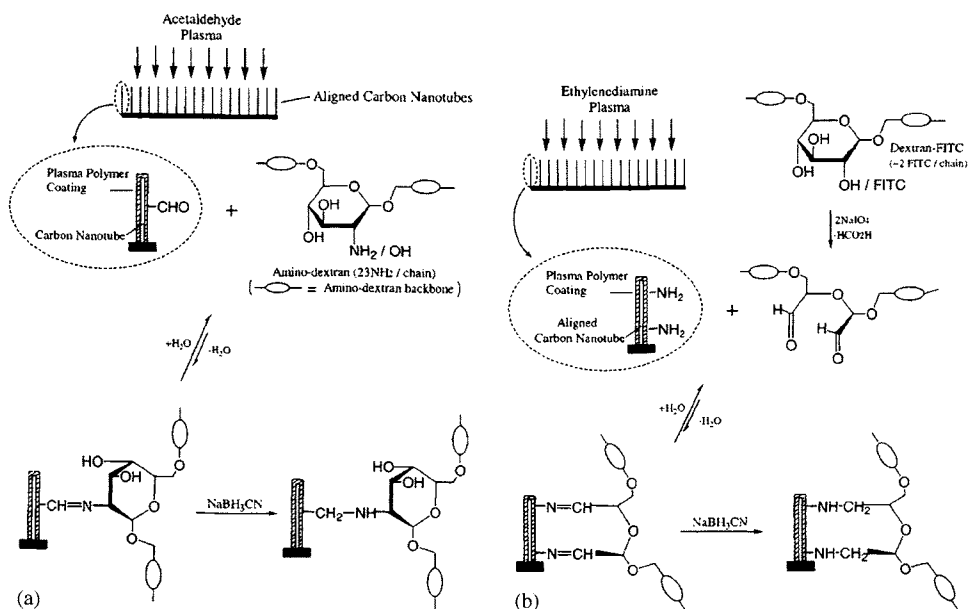 Acetaldehyde
Plasma
Aligned Carbon Nanotubes
Plasma Polymer
Coating
CHO
Carbon Nanotube
+
O
O
O
OH
OH
NH2 / OH
Amino-dextran (23NH2 / chain)
( = Amino-dextran backbone )
+H2O
-H2O
HO
OH
O
O
O
CH=N
NaBH3CN
HO
OH
O
O
O
CH2-NH
(a)
Ethylenediamine
Plasma
O
O
O
OH
HO
OH / FITC
Dextran-FITC
(~2 FITC / chain)
2NaIO4
-HCO2H
Plasma Polymer
Coating
NH2
Aligned
Carbon Nanotube
NH2
+
O
O
O
H
H
O
O
+H2O
-H2O
N=CH
O
O
N=CH
O
NaBH3CN
NH-CH2
O
O
NH-CH2
O
(b)